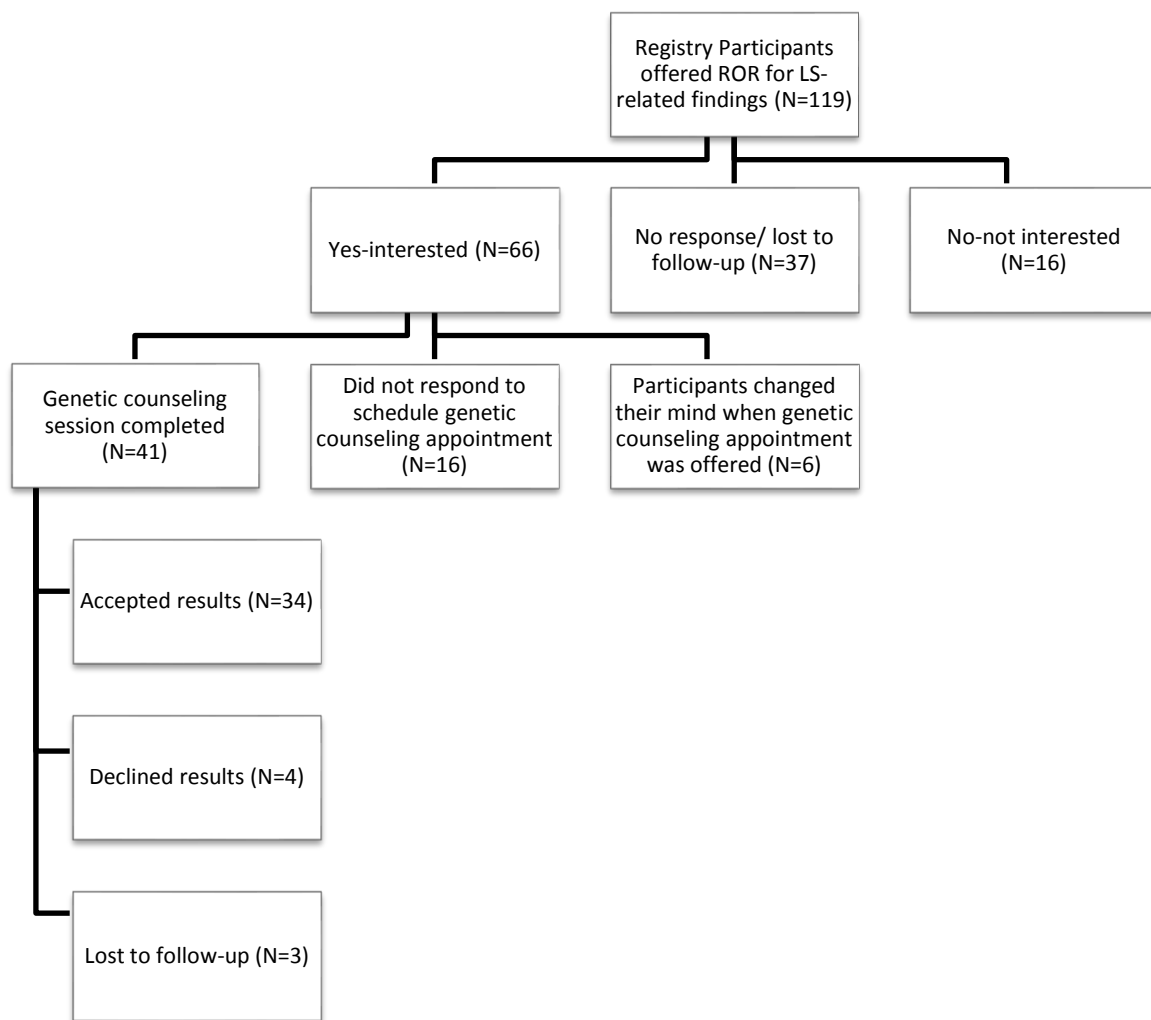 Registry Participants
offered ROR for LS-
related findings (N=119)
Yes-interested (N=66)
No response/ lost to
follow-up (N=37)
No-not interested
(N=16)
Genetic counseling
session completed
(N=41)
Did not respond to
schedule genetic
counseling appointment
(N=16)
Participants changed
their mind when genetic
counseling appointment
was offered (N=6)
Accepted results (N=34)
Declined results (N=4)
Lost to follow-up (N=3)